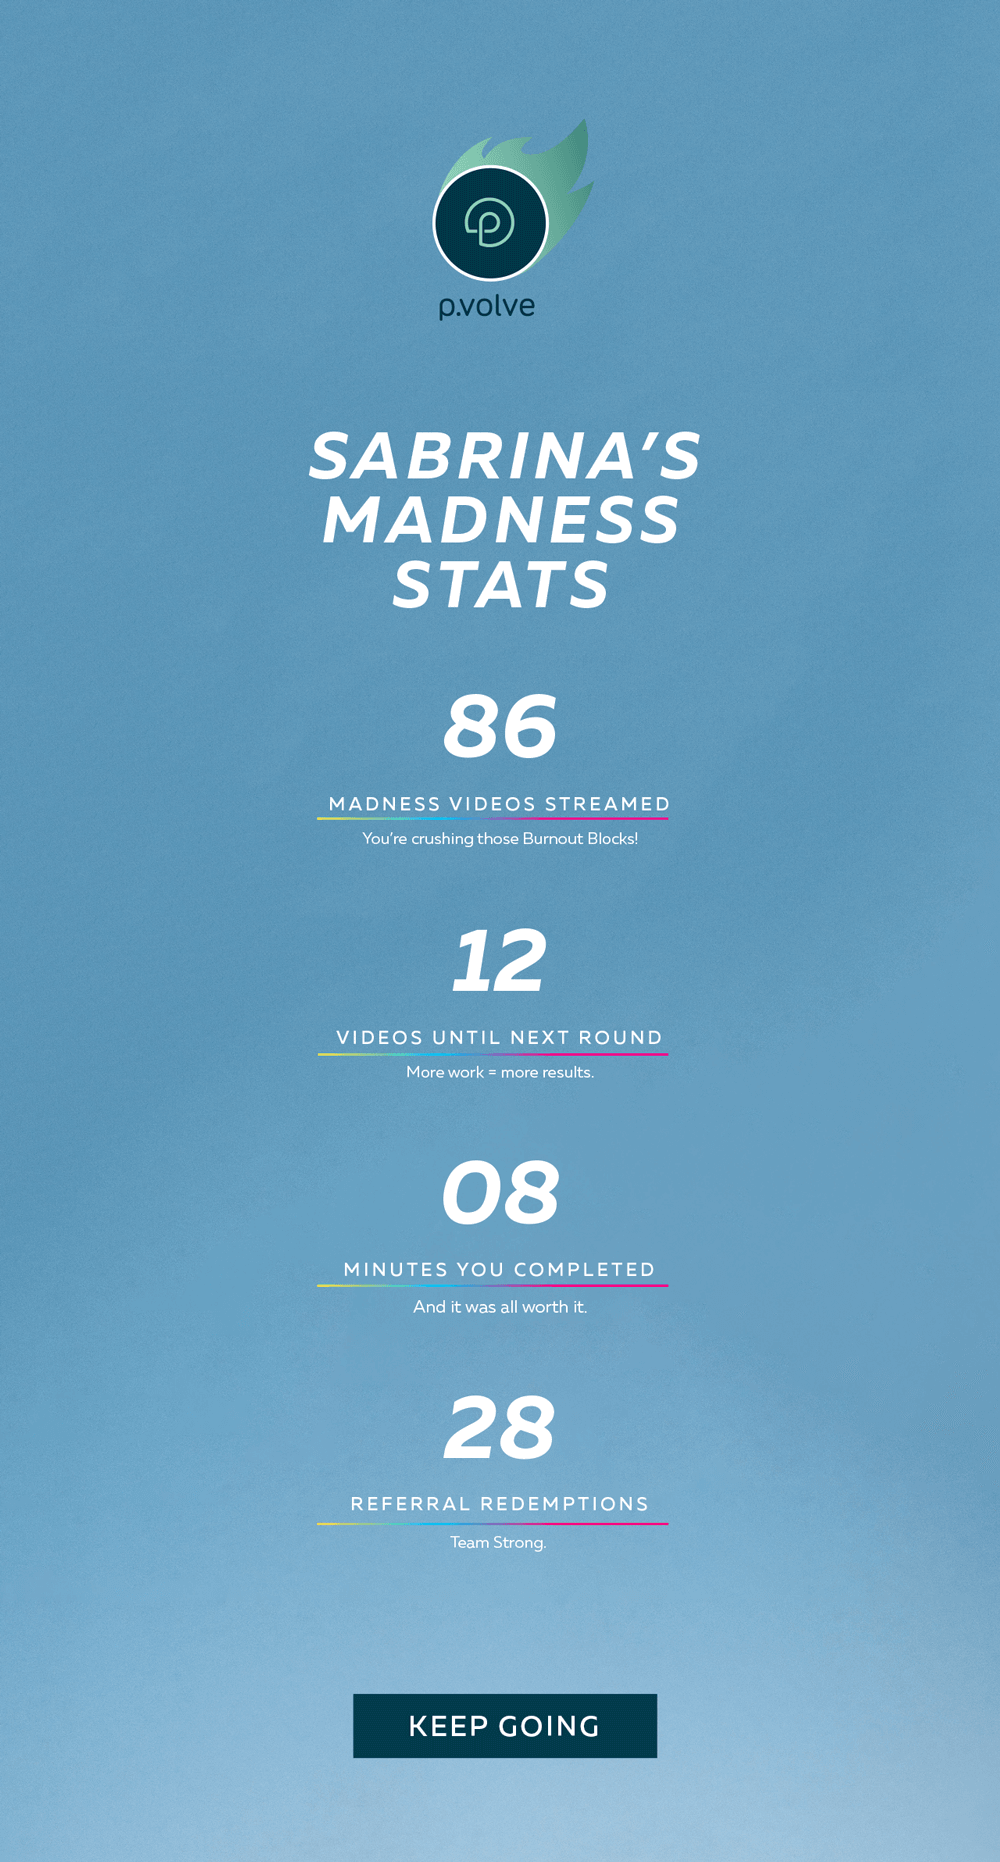 p.volve
SABRINA'S
MADNESS
STATS
86
MADNESS VIDEOS STREAMED
You're crushing those Burnout Blocks!
12
VIDEOS UNTIL NEXT ROUND
More work = more results.
08
MINUTES YOU COMPLETED
And it was all worth it.
28
REFERRAL REDEMPTIONS
Team Strong.
KEEP GOING